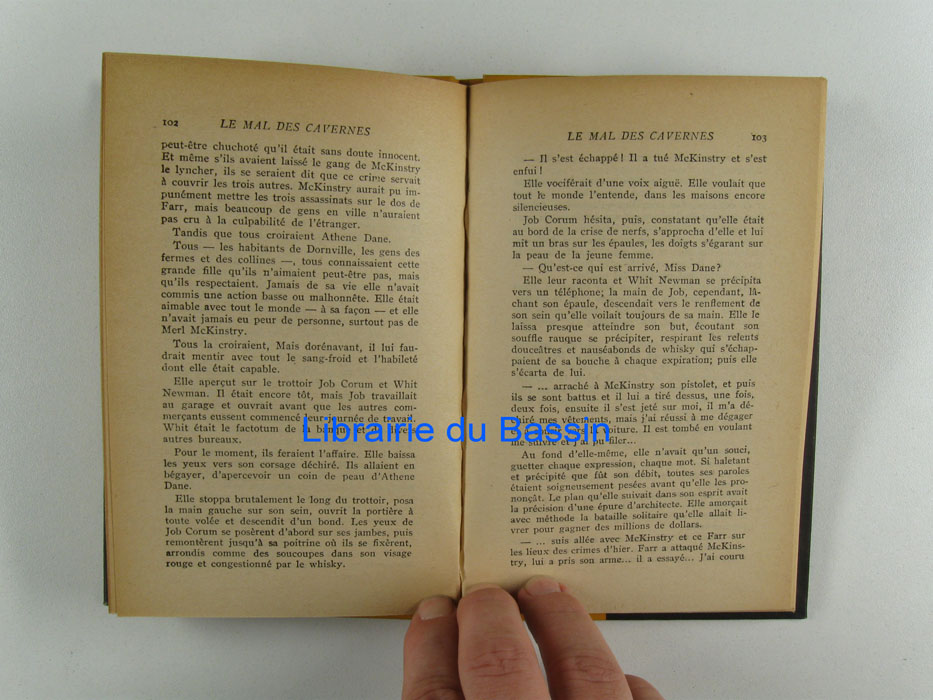 102 LE MAL DES CAVERNES
peut-être chuchoté qu'il était sans doute innocent.
Et même s'ils avaient laissé le gang de McKinstry
le lyncher, ils se seraient dit que ce crime servait
à couvrir les trois autres. McKinstry aurait pu im-
punément mettre les trois assassinats sur le dos de
Farr, mais beaucoup de gens en ville n'auraient
pas cru à la culpabilité de l'étranger.
Tandis que tous croiraient Athene Dane.
Tous — les habitants de Dornville, les gens des
fermes et des collines —, tous connaissaient cette
grande fille qu'ils n'aimaient peut-être pas, mais
qu'ils respectaient. Jamais de sa vie elle n'avait
commis une action basse ou malhonnête. Elle était
aimable avec tout le monde — à sa façon — et elle
n'avait jamais eu peur de personne, surtout pas de
Merl McKinstry.
Tous la croiraient, Mais dorénavant, il lui fau-
drait mentir avec tout le sang-froid et l'habileté
dont elle était capable.
Elle aperçut sur le trottoir Job Corum et Whit
Newman. Il était encore tôt, mais Job travaillait
au garage et ouvrait avant que les autres com-
merçants eussent commencé leur journée de travail.
Whit était le factotum de la banque et de divers
autres bureaux.
Pour le moment, ils feraient l'affaire. Elle baissa
les yeux vers son corsage déchiré. Ils allaient en
bégayer, d'apercevoir un coin de peau d'Athene
Dane.
Elle stoppa brutalement le long du trottoir, posa
la main gauche sur son sein, ouvrit la portière à
toute volée et descendit d'un bond. Les yeux de
Job Corum se posèrent d'abord sur ses jambes, puis
remontèrent jusqu'à sa poitrine où ils se fixèrent,
arrondis comme des soucoupes dans son visage
rouge et congestionné par le whisky.
LE MAL DES CAVERNES 103
— Il s'est échappé ! Il a tué McKinstry et s'est
enfui !
Elle vociférait d'une voix aiguë. Elle voulait que
tout le monde l'entende, dans les maisons encore
silencieuses.
Job Corum hésita, puis, constatant qu'elle était
au bord de la crise de nerfs, s'approcha d'elle et lui
mit un bras sur les épaules, les doigts s'égarant sur
la peau de la jeune femme.
— Qu'est-ce qui est arrivé, Miss Dane ?
Elle leur raconta et Whit Newman se précipita
vers un téléphone; la main de Job, cependant, lâ-
chant son épaule, descendait vers le renflement de
son sein qu'elle voilait toujours de sa main. Elle le
laissa presque atteindre son but, écoutant son
souffle rauque se précipiter, respirant les relents
douceâtres et nauséabonds de whisky qui s'échap-
paient de sa bouche à chaque expiration; puis elle
s'écarta de lui.
— ... arraché à McKinstry son pistolet, et puis
ils se sont battus et il lui a tiré dessus, une fois,
deux fois, ensuite il s'est jeté sur moi, il m'a dé-
chiré mes vêtements, mais j'ai réussi à me dégager
la voiture. Il est tombé en voulant
me suivre et j'ai pu filer...
Au fond d'elle-même, elle n'avait qu'un souci,
guetter chaque expression, chaque mot. Si haletant
et précipité que fût son débit, toutes ses paroles
étaient soigneusement pesées avant qu'elle les pro-
nonçât. Le plan qu'elle suivait dans son esprit avait
la précision d'une épure d'architecte. Elle amorçait
avec méthode la bataille solitaire qu'elle allait li-
vrer pour gagner des millions de dollars.
— ... suis allée avec McKinstry et ce Farr sur
les lieux des crimes d'hier. Farr a attaqué McKins-
try, lui a pris son arme... il a essayé... J'ai couru
Librairie du Bassin